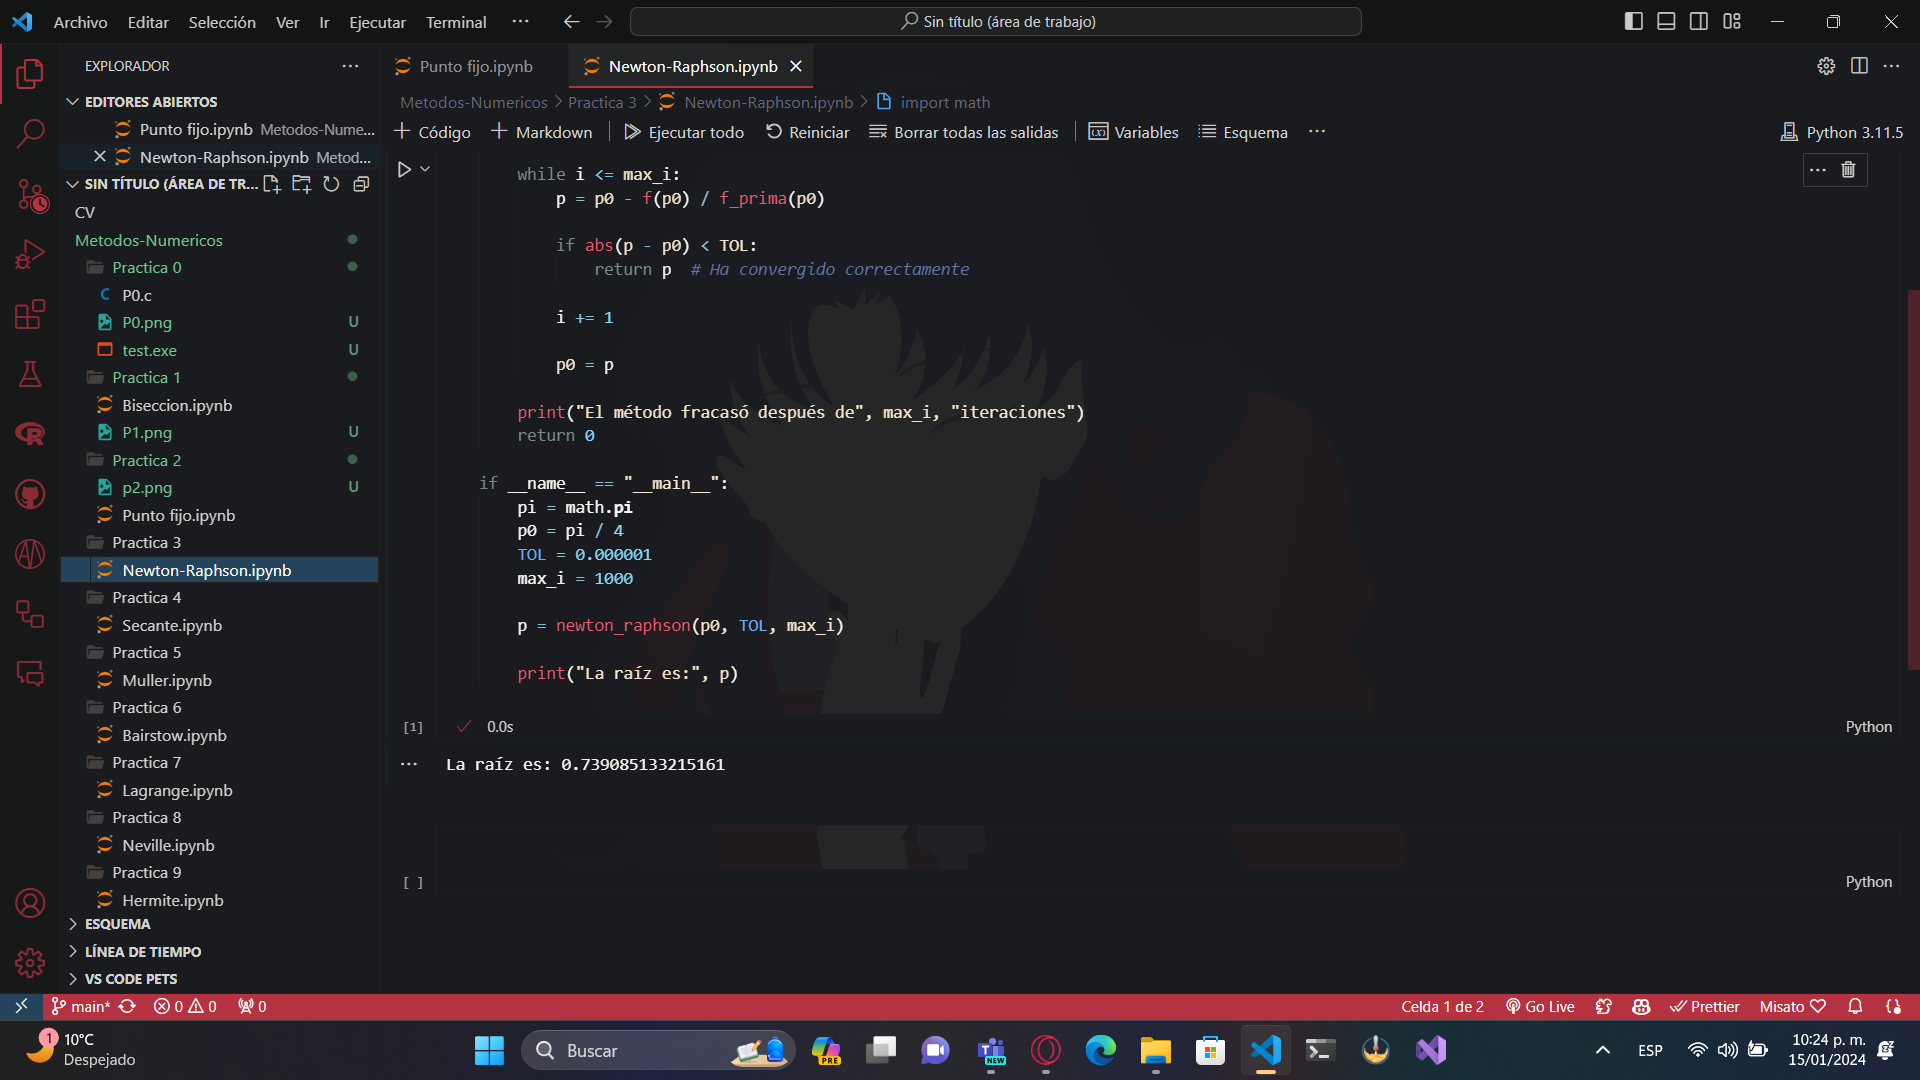 Archivo Editar Selección Ver Ir Ejecutar Terminal ··· Sin título (área de trabajo)
EXPLORADOR ···
EDITORES ABIERTOS
Punto fijo.ipynb Metodos-Nume...
Newton-Raphson.ipynb Metod...
SIN TÍTULO (ÁREA DE TR...
CV
Metodos-Numericos
Practica 0
P0.c
P0.png U
test.exe U
Practica 1
Biseccion.ipynb
P1.png U
Practica 2
p2.png U
Punto fijo.ipynb
Practica 3
Newton-Raphson.ipynb
Practica 4
Secante.ipynb
Practica 5
Muller.ipynb
Practica 6
Bairstow.ipynb
Practica 7
Lagrange.ipynb
Practica 8
Neville.ipynb
Practica 9
Hermite.ipynb
ESQUEMA
LÍNEA DE TIEMPO
VS CODE PETS
Punto fijo.ipynb Newton-Raphson.ipynb
Metodos-Numericos > Practica 3 > Newton-Raphson.ipynb > import math
+ Código + Markdown Ejecutar todo Reiniciar Borrar todas las salidas Variables Esquema ··· Python 3.11.5
while i <= max_i:
p = p0 - f(p0) / f_prima(p0)
if abs(p - p0) < TOL:
return p # Ha convergido correctamente
i += 1
p0 = p
print("El método fracasó después de", max_i, "iteraciones")
return 0
if __name__ == "__main__":
pi = math.pi
p0 = pi / 4
TOL = 0.000001
max_i = 1000
p = newton_raphson(p0, TOL, max_i)
print("La raíz es:", p)
[1] 0.0s Python
··· La raíz es: 0.739085133215161
[ ] Python
main* 0 0 0 Celda 1 de 2 Go Live Prettier Misato
1 10°C
Despejado
Buscar
PRE
NEW
ESP
10:24 p. m.
15/01/2024